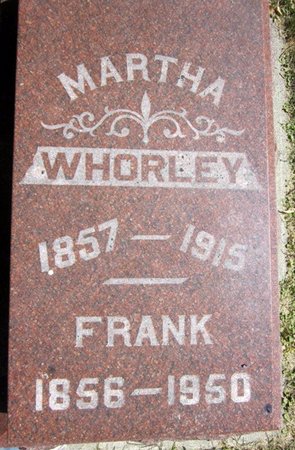 MARTHA
WHORLEY
1857 — 1915
FRANK
1856 — 1950